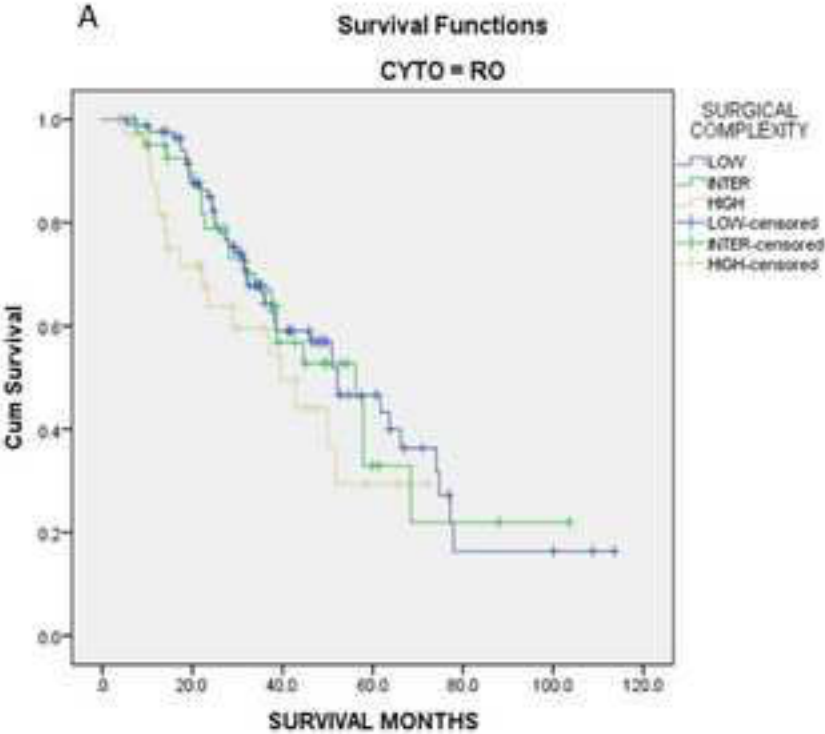 A
Survival Functions
CYTO = RO
SURGICAL
COMPLEXITY
LOW
INTER
HIGH
LOW-censored
INTER-censored
HIGH-censored
Cum Survival
1.0
0.8
0.6
0.4
0.2
0.0
.0 20.0 40.0 60.0 80.0 100.0 120.0
SURVIVAL MONTHS